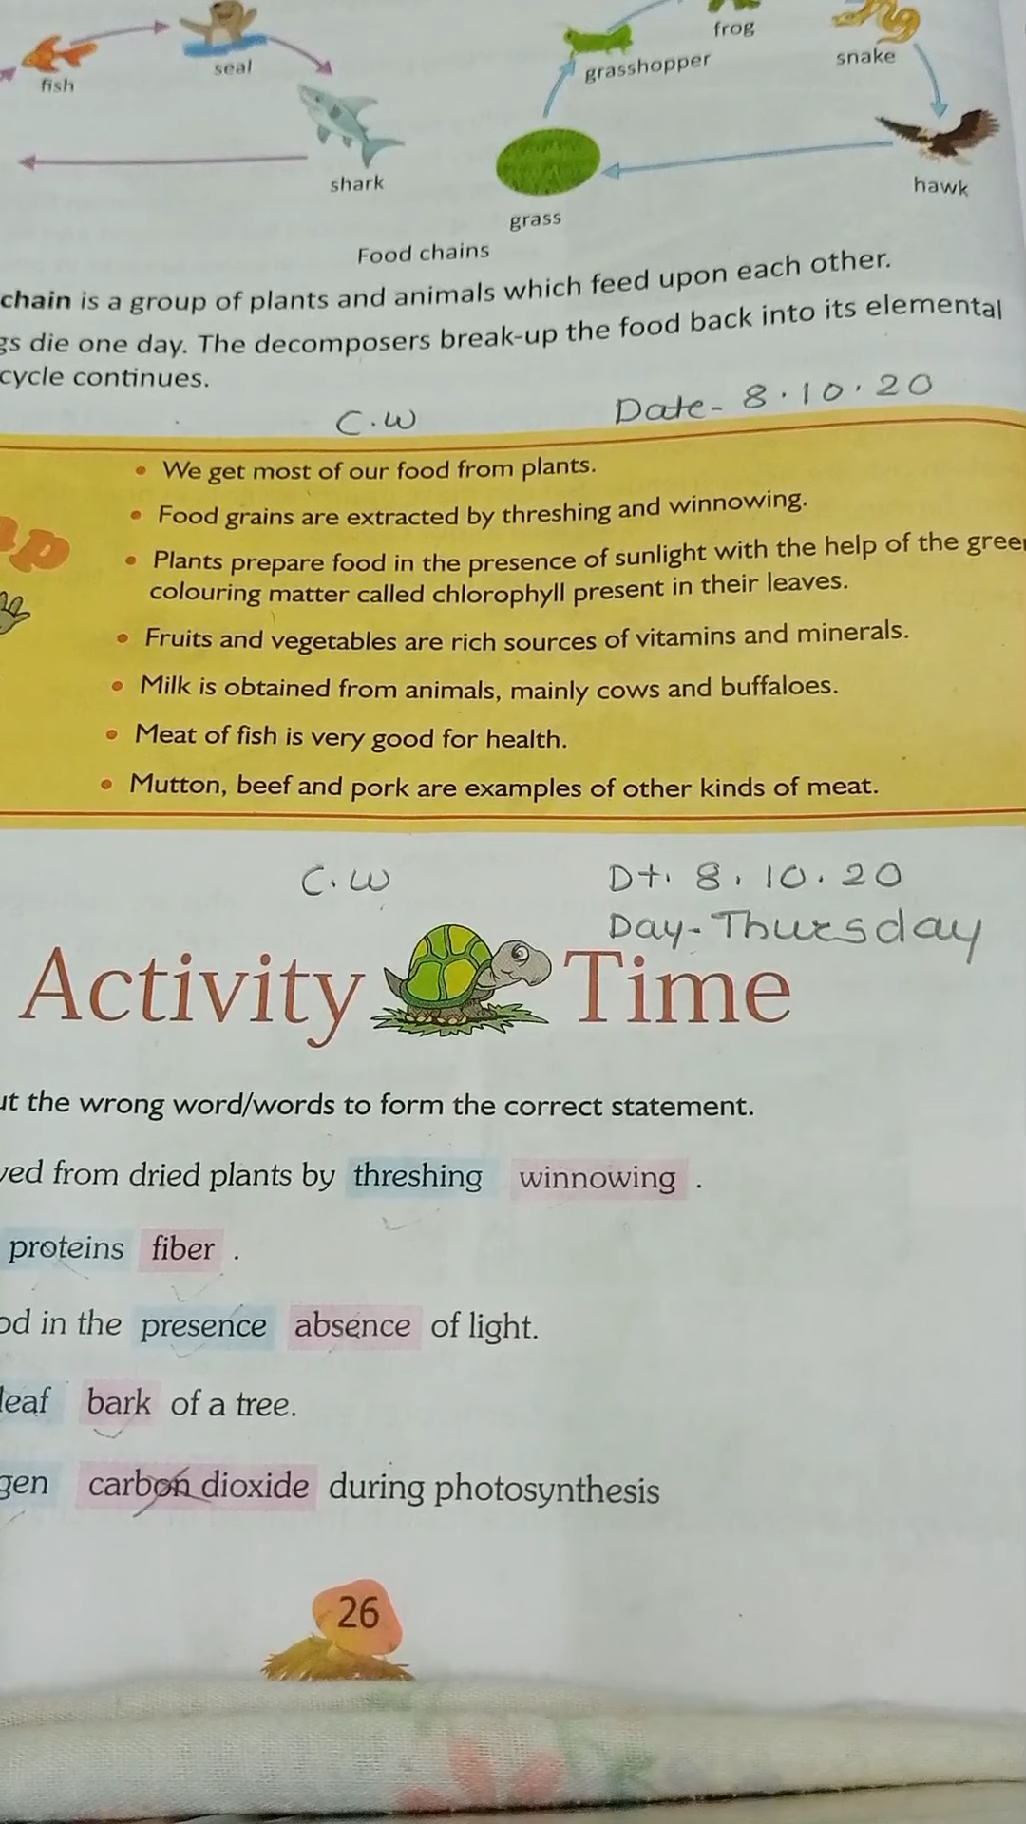 frog
fish
seal
grasshopper
snake
shark
hawk
grass
Food chains
chain is a group of plants and animals which feed upon each other.
gs die one day. The decomposers break-up the food back into its elemental
cycle continues.
C.W
Date- 8.10.20
• We get most of our food from plants.
• Food grains are extracted by threshing and winnowing.
• Plants prepare food in the presence of sunlight with the help of the gree
colouring matter called chlorophyll present in their leaves.
• Fruits and vegetables are rich sources of vitamins and minerals.
• Milk is obtained from animals, mainly cows and buffaloes.
• Meat of fish is very good for health.
• Mutton, beef and pork are examples of other kinds of meat.
C.W
Dt. 8.10.20
Day-Thursday
Activity Time
ut the wrong word/words to form the correct statement.
ved from dried plants by threshing winnowing .
proteins fiber .
od in the presence absence of light.
leaf bark of a tree.
gen carbon dioxide during photosynthesis
26